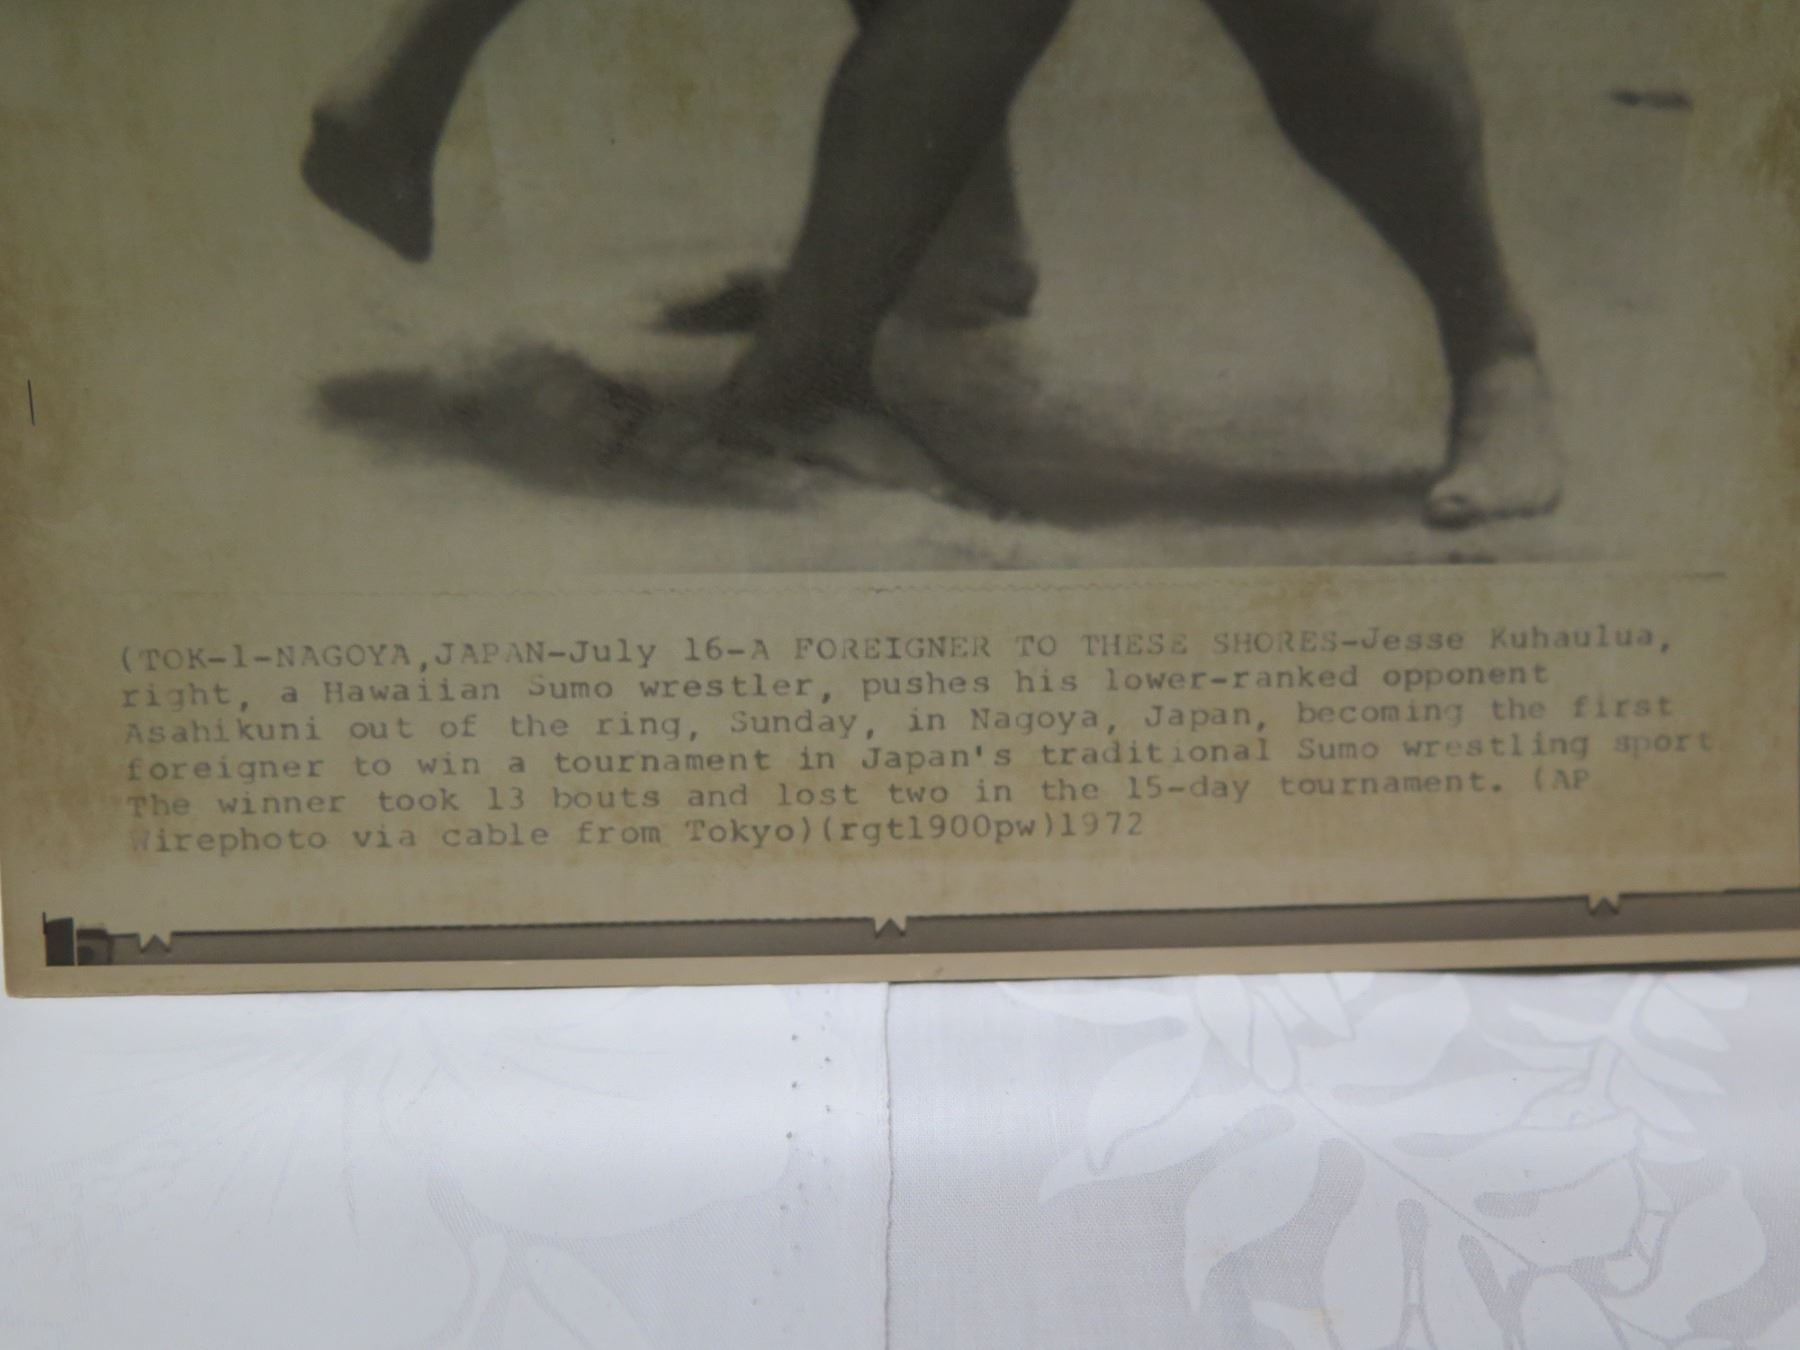 (TOK-1-NAGOYA,JAPAN-July 16-A FOREIGNER TO THESE SHORES-Jesse Kuhaulua,
right, a Hawaiian Sumo wrestler, pushes his lower-ranked opponent
Asahikuni out of the ring, Sunday, in Nagoya, Japan, becoming the first
foreigner to win a tournament in Japan's traditional Sumo wrestling sport
The winner took 13 bouts and lost two in the 15-day tournament. (AP
Wirephoto via cable from Tokyo)(rgt1900pw)1972